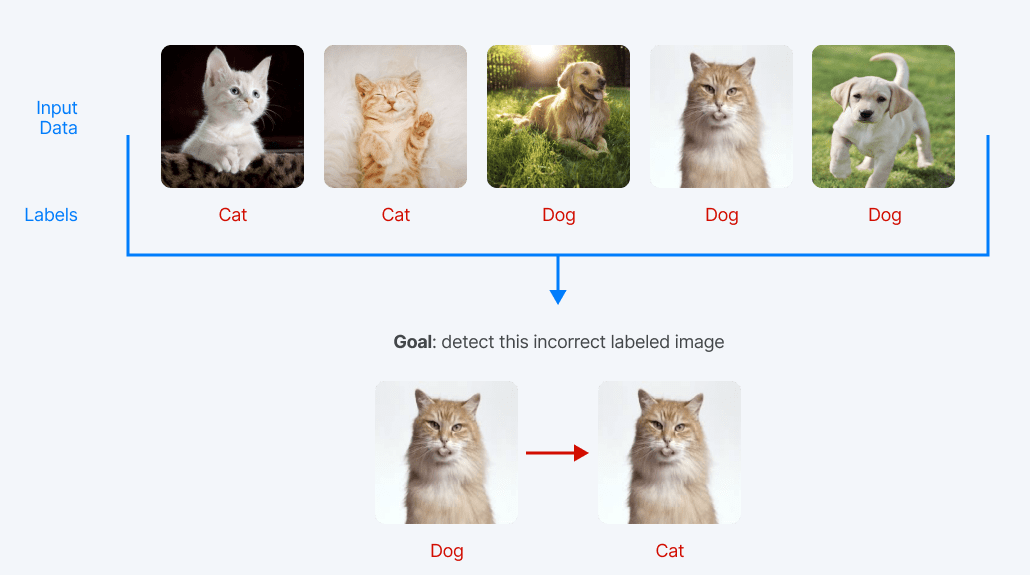 Input
Data
Labels
Cat
Cat
Dog
Dog
Dog
Goal: detect this incorrect labeled image
Dog
Cat